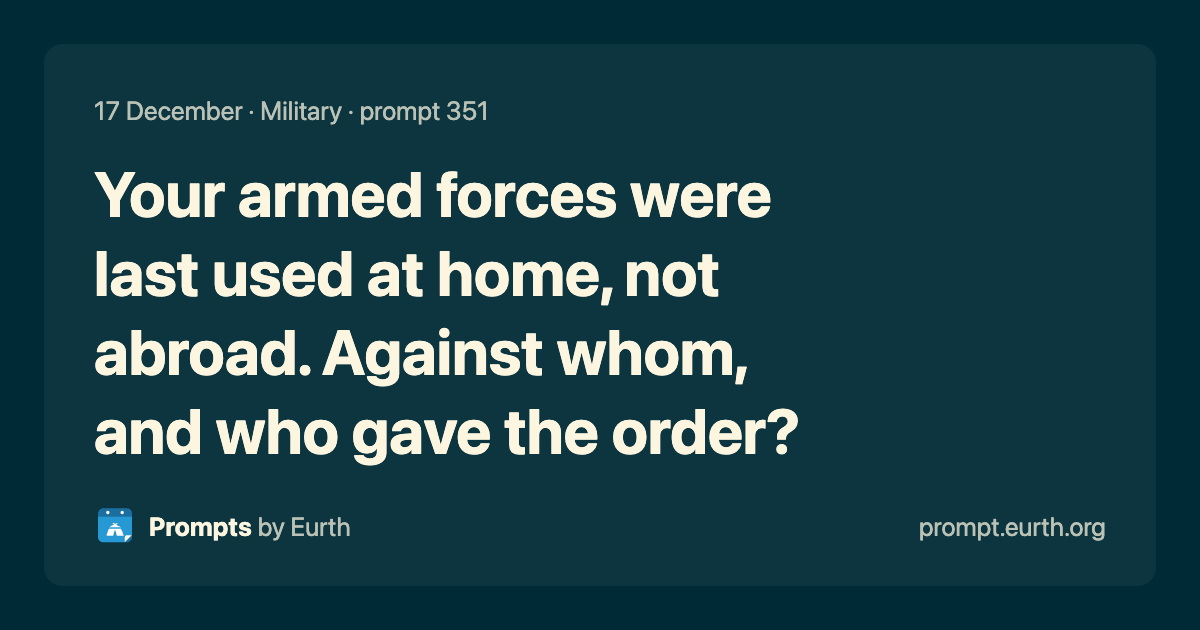 17 December · Military · prompt 351
Your armed forces were
last used at home, not
abroad. Against whom,
and who gave the order?
Prompts by Eurth
prompt.eurth.org